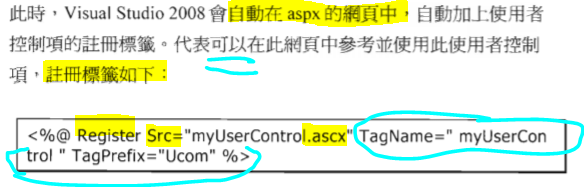 此時，Visual Studio 2008 會自動在 aspx 的網頁中，自動加上使用者
控制項的註冊標籤。代表可以在此網頁中參考並使用此使用者控制
項，註冊標籤如下：
<%@ Register Src="myUserControl.ascx" TagName=" myUserCon
trol " TagPrefix="Ucom" %>